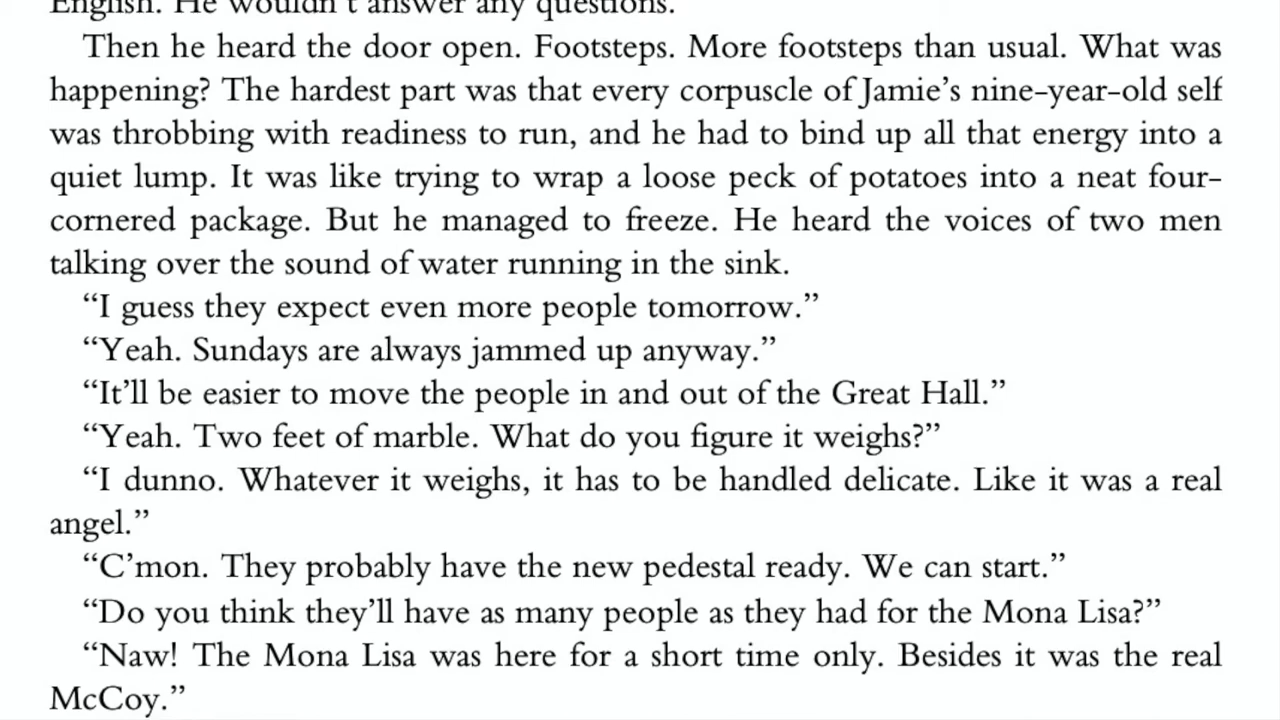 English. He wouldn't answer any questions.
Then he heard the door open. Footsteps. More footsteps than usual. What was
happening? The hardest part was that every corpuscle of Jamie’s nine-year-old self
was throbbing with readiness to run, and he had to bind up all that energy into a
quiet lump. It was like trying to wrap a loose peck of potatoes into a neat four-
cornered package. But he managed to freeze. He heard the voices of two men
talking over the sound of water running in the sink.
“I guess they expect even more people tomorrow.”
“Yeah. Sundays are always jammed up anyway.”
“It’ll be easier to move the people in and out of the Great Hall.”
“Yeah. Two feet of marble. What do you figure it weighs?”
“I dunno. Whatever it weighs, it has to be handled delicate. Like it was a real
angel.”
“C’mon. They probably have the new pedestal ready. We can start.”
“Do you think they’ll have as many people as they had for the Mona Lisa?”
“Naw! The Mona Lisa was here for a short time only. Besides it was the real
McCoy.”